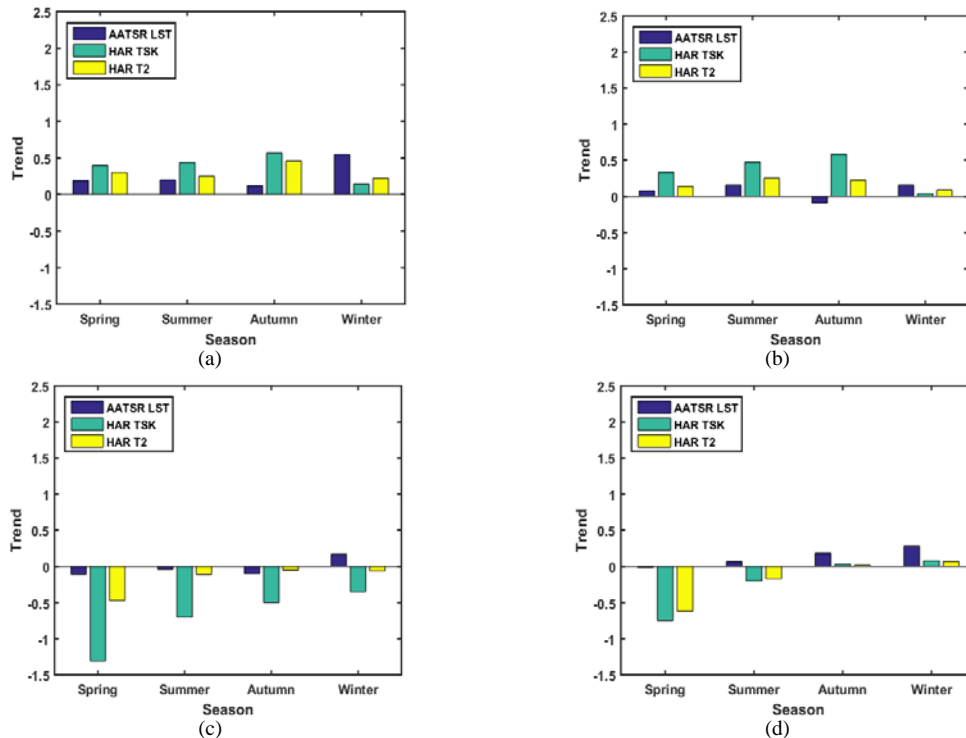 2.5
2
1.5
1
0.5
0
-0.5
-1
-1.5
Trend
AATSR LST
HAR TSK
HAR T2
Spring Summer Autumn Winter
Season
(a)
2.5
2
1.5
1
0.5
0
-0.5
-1
-1.5
Trend
AATSR LST
HAR TSK
HAR T2
Spring Summer Autumn Winter
Season
(b)
2.5
2
1.5
1
0.5
0
-0.5
-1
-1.5
Trend
AATSR LST
HAR TSK
HAR T2
Spring Summer Autumn Winter
Season
(c)
2.5
2
1.5
1
0.5
0
-0.5
-1
-1.5
Trend
AATSR LST
HAR TSK
HAR T2
Spring Summer Autumn Winter
Season
(d)